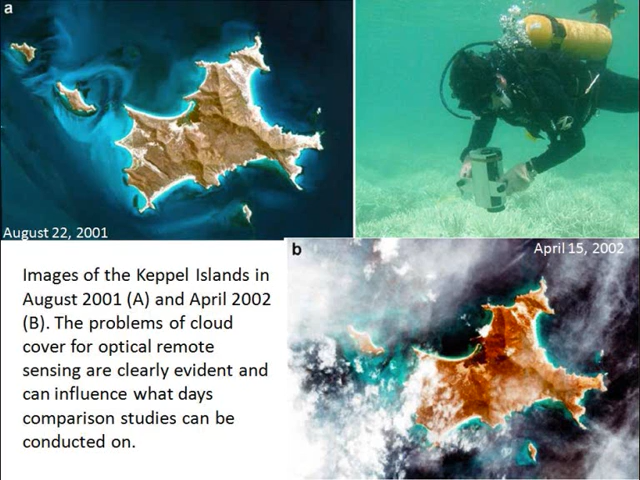 a
August 22, 2001
b
April 15, 2002
Images of the Keppel Islands in
August 2001 (A) and April 2002
(B). The problems of cloud
cover for optical remote
sensing are clearly evident and
can influence what days
comparison studies can be
conducted on.